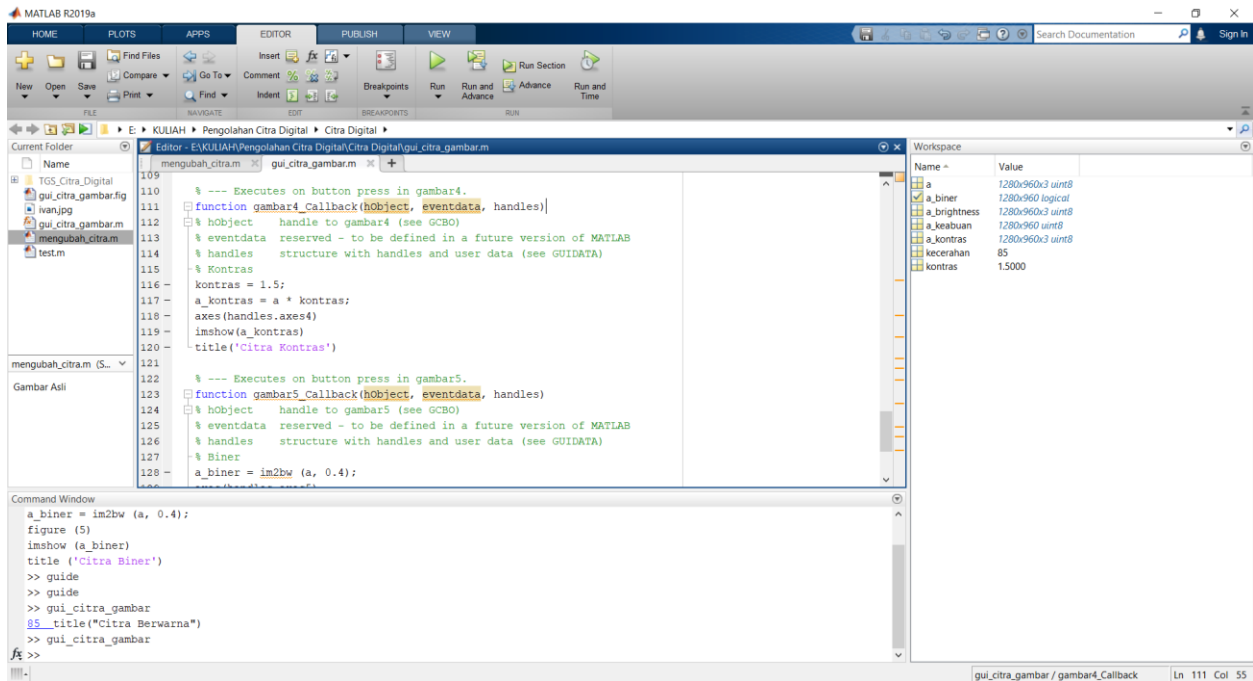 MATLAB R2019a
HOME PLOTS APPS EDITOR PUBLISH VIEW
Search Documentation Sign In
New Open Save Find Files Compare Print
Go To Find
Insert fx
Comment
Indent
Breakpoints
Run Run and Advance Run Section Advance Run and Time
FILE NAVIGATE EDIT BREAKPOINTS RUN
E: KULIAH Pengolahan Citra Digital Citra Digital
Current Folder
Name
TGS_Citra_Digital
gui_citra_gambar.fig
ivan.jpg
gui_citra_gambar.m
mengubah_citra.m
test.m
mengubah_citra.m (S...
Gambar Asli
Editor - E:\KULIAH\Pengolahan Citra Digital\Citra Digital\gui_citra_gambar.m
mengubah_citra.m gui_citra_gambar.m
109
110 % --- Executes on button press in gambar4.
111 function gambar4_Callback(hObject, eventdata, handles)
112 % hObject    handle to gambar4 (see GCBO)
113 % eventdata  reserved - to be defined in a future version of MATLAB
114 % handles    structure with handles and user data (see GUIDATA)
115 % Kontras
116 - kontras = 1.5;
117 - a_kontras = a * kontras;
118 - axes(handles.axes4)
119 - imshow(a_kontras)
120 - title('Citra Kontras')
121
122 % --- Executes on button press in gambar5.
123 function gambar5_Callback(hObject, eventdata, handles)
124 % hObject    handle to gambar5 (see GCBO)
125 % eventdata  reserved - to be defined in a future version of MATLAB
126 % handles    structure with handles and user data (see GUIDATA)
127 % Biner
128 - a_biner = im2bw (a, 0.4);
Workspace
Name Value
a 1280x960x3 uint8
a_biner 1280x960 logical
a_brightness 1280x960x3 uint8
a_keabuan 1280x960 uint8
a_kontras 1280x960x3 uint8
kecerahan 85
kontras 1.5000
Command Window
a_biner = im2bw (a, 0.4);
figure (5)
imshow (a_biner)
title ('Citra Biner')
>> guide
>> guide
>> gui_citra_gambar
85  title("Citra Berwarna")
>> gui_citra_gambar
fx >>
gui_citra_gambar / gambar4_Callback Ln 111 Col 55